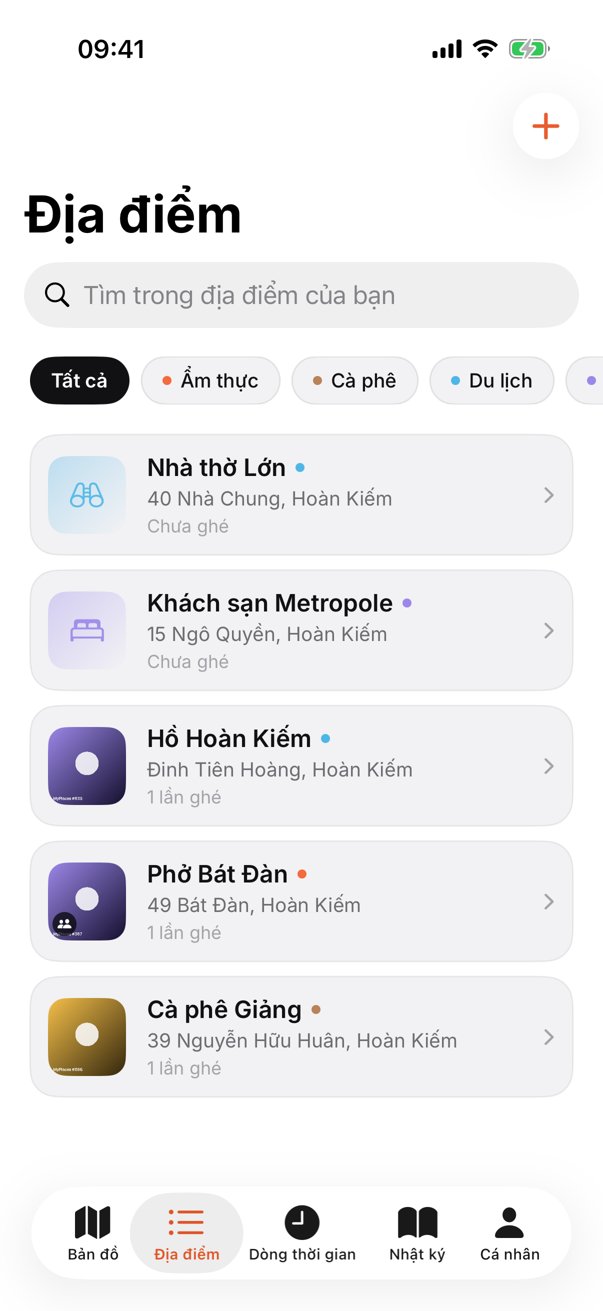 09:41
Địa điểm
Tìm trong địa điểm của bạn
Tất cả
Ẩm thực
Cà phê
Du lịch
Nhà thờ Lớn
40 Nhà Chung, Hoàn Kiếm
Chưa ghé
Khách sạn Metropole
15 Ngô Quyền, Hoàn Kiếm
Chưa ghé
Hồ Hoàn Kiếm
Đinh Tiên Hoàng, Hoàn Kiếm
1 lần ghé
Phở Bát Đàn
49 Bát Đàn, Hoàn Kiếm
1 lần ghé
Cà phê Giảng
39 Nguyễn Hữu Huân, Hoàn Kiếm
1 lần ghé
Bản đồ
Địa điểm
Dòng thời gian
Nhật ký
Cá nhân